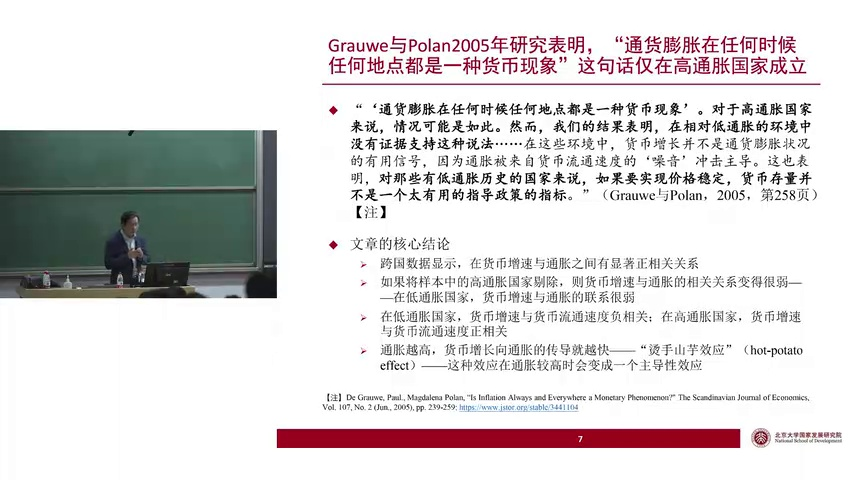 Grauwe与Polan2005年研究表明，“通货膨胀在任何时候
任何地点都是一种货币现象”这句话仅在高通胀国家成立
“‘通货膨胀在任何时候任何地点都是一种货币现象’。对于高通胀国家
来说，情况可能是如此。然而，我们的结果表明，在相对低通胀的环境中
没有证据支持这种说法……在这些环境中，货币增长并不是通货膨胀状况
的有用信号，因为通胀被来自货币流通速度的‘噪音’冲击主导。这也表
明，对那些有低通胀历史的国家来说，如果要实现价格稳定，货币存量并
不是一个太有用的指导政策的指标。”（Grauwe与Polan，2005，第258页）
【注】
文章的核心结论
跨国数据显示，在货币增速与通胀之间有显著正相关关系
如果将样本中的高通胀国家剔除，则货币增速与通胀的相关关系变得很弱—
—在低通胀国家，货币增速与通胀的联系很弱
在低通胀国家，货币增速与货币流通速度负相关；在高通胀国家，货币增速
与货币流通速度正相关
通胀越高，货币增长向通胀的传导就越快——“烫手山芋效应”（hot-potato
effect）——这种效应在通胀较高时会变成一个主导性效应
【注】De Grauwe, Paul., Magdalena Polan, "Is Inflation Always and Everywhere a Monetary Phenomenon?" The Scandinavian Journal of Economics,
Vol. 107, No. 2 (Jun., 2005), pp. 239-259; https://www.jstor.org/stable/3441104
7
北京大学国家发展研究院
National School of Development